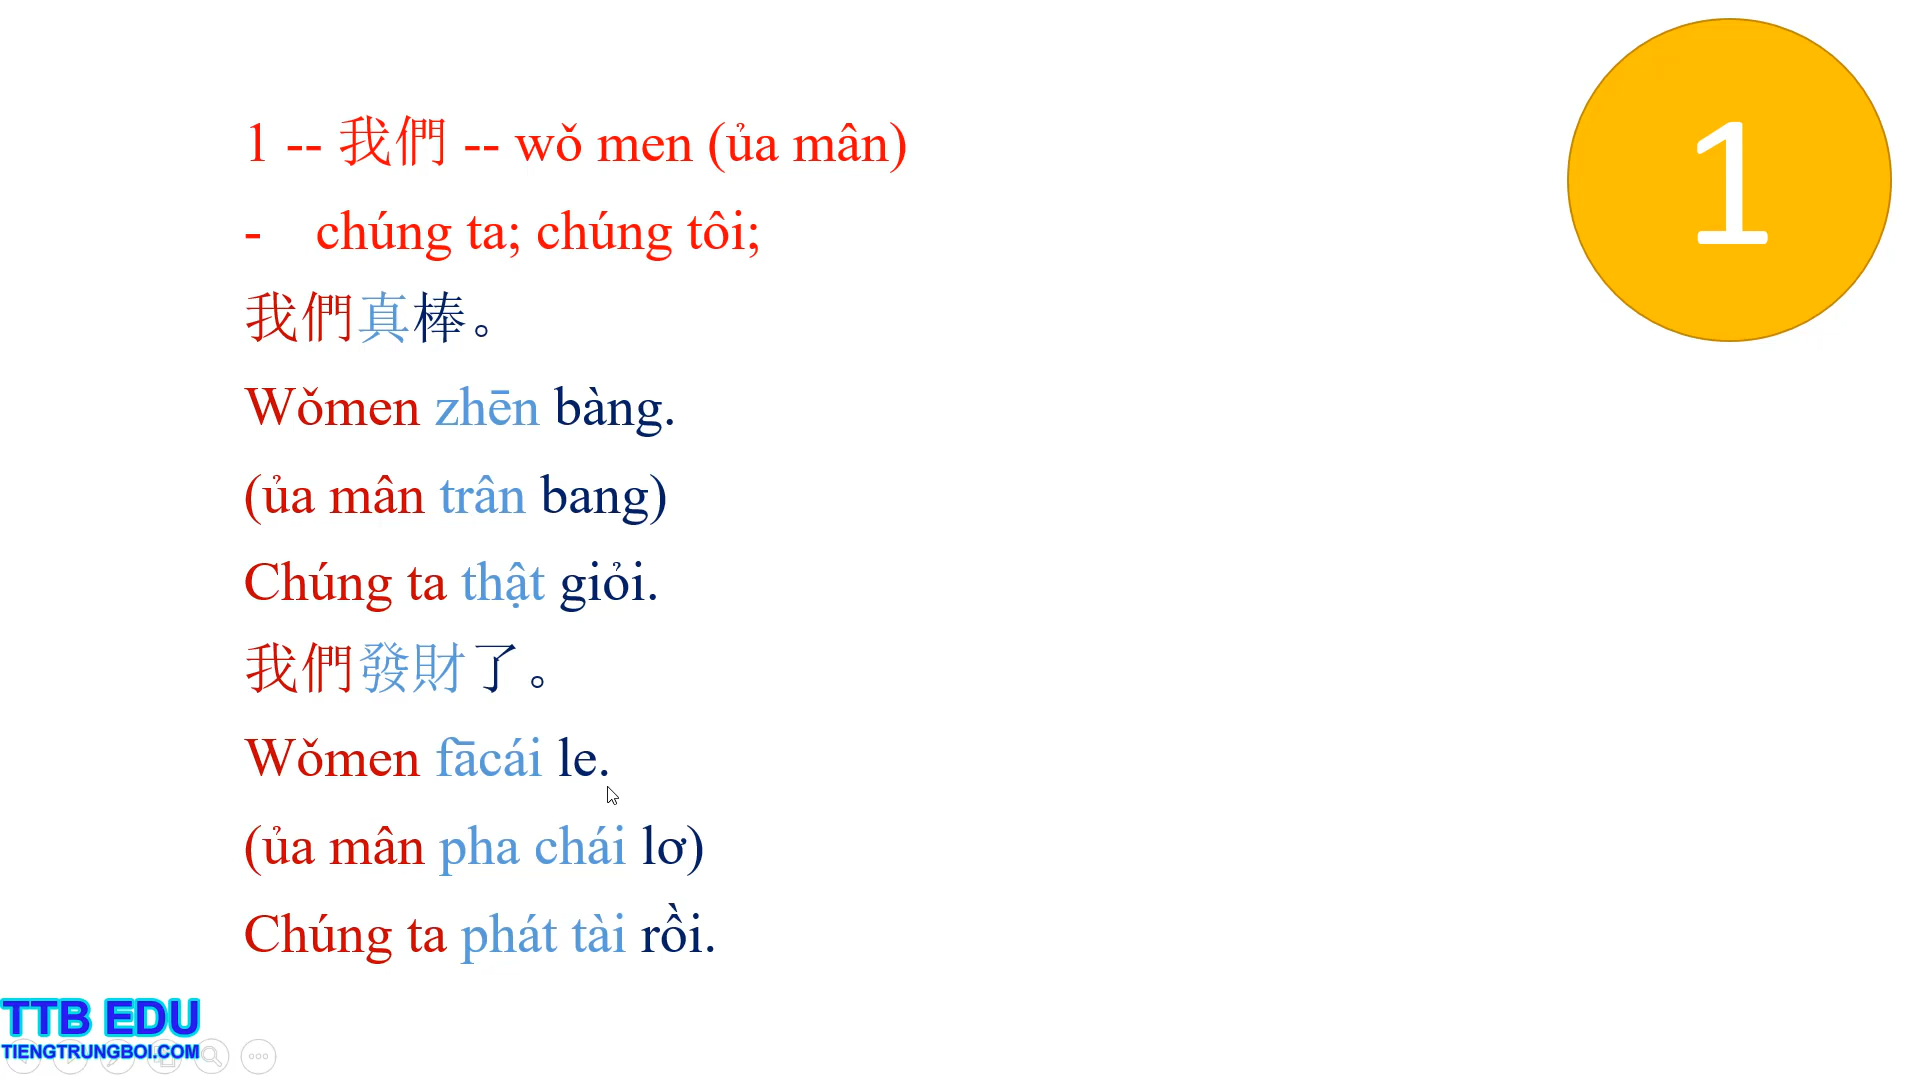 1 -- 我們 -- wǒ men (ủa mân)
- chúng ta; chúng tôi;
我們真棒。
Wǒmen zhēn bàng.
(ủa mân trân bang)
Chúng ta thật giỏi.
我們發財了。
Wǒmen fācái le.
(ủa mân pha chái lơ)
Chúng ta phát tài rồi.
1
TTB EDU
TIENGTRUNGBOI.COM